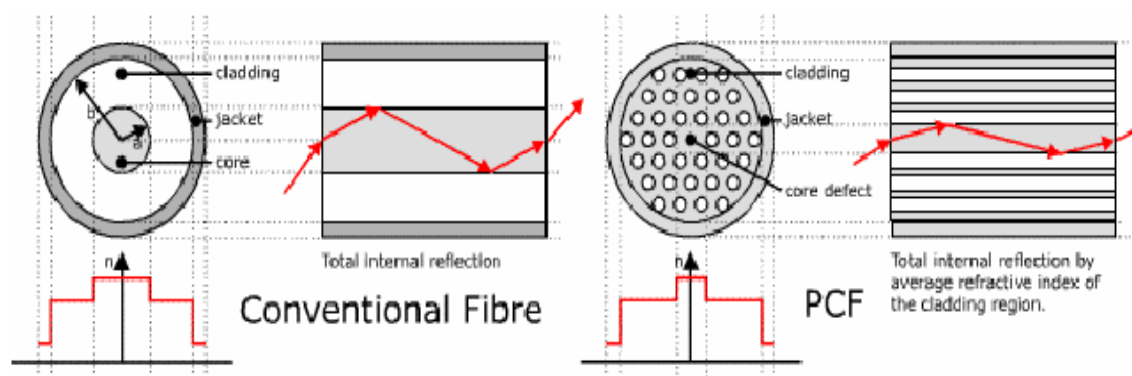 cladding
b
a
jacket
core
n
Total internal reflection
Conventional Fibre
cladding
jacket
core defect
n
PCF
Total internal reflection by
average refractive index of
the cladding region.